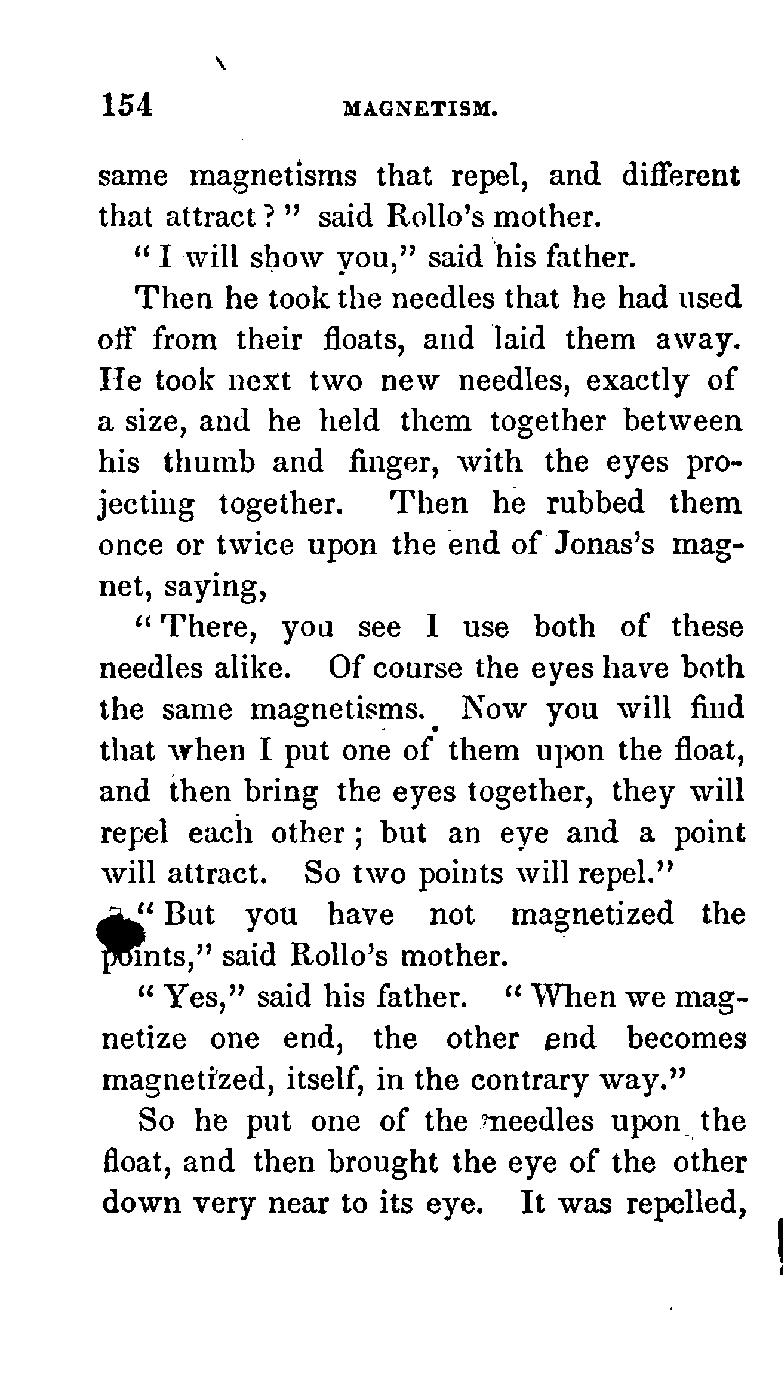 154 MAGNETISM.
same magnetisms that repel, and different
that attract?" said Rollo's mother.
"I will show you," said his father.
Then he took the needles that he had used
off from their floats, and laid them away.
He took next two new needles, exactly of
a size, and he held them together between
his thumb and finger, with the eyes pro-
jecting together. Then he rubbed them
once or twice upon the end of Jonas's mag-
net, saying,
"There, you see I use both of these
needles alike. Of course the eyes have both
the same magnetisms. Now you will find
that when I put one of them upon the float,
and then bring the eyes together, they will
repel each other; but an eye and a point
will attract. So two points will repel."
"But you have not magnetized the
points," said Rollo's mother.
"Yes," said his father. "When we mag-
netize one end, the other end becomes
magnetized, itself, in the contrary way."
So he put one of the needles upon the
float, and then brought the eye of the other
down very near to its eye. It was repelled,